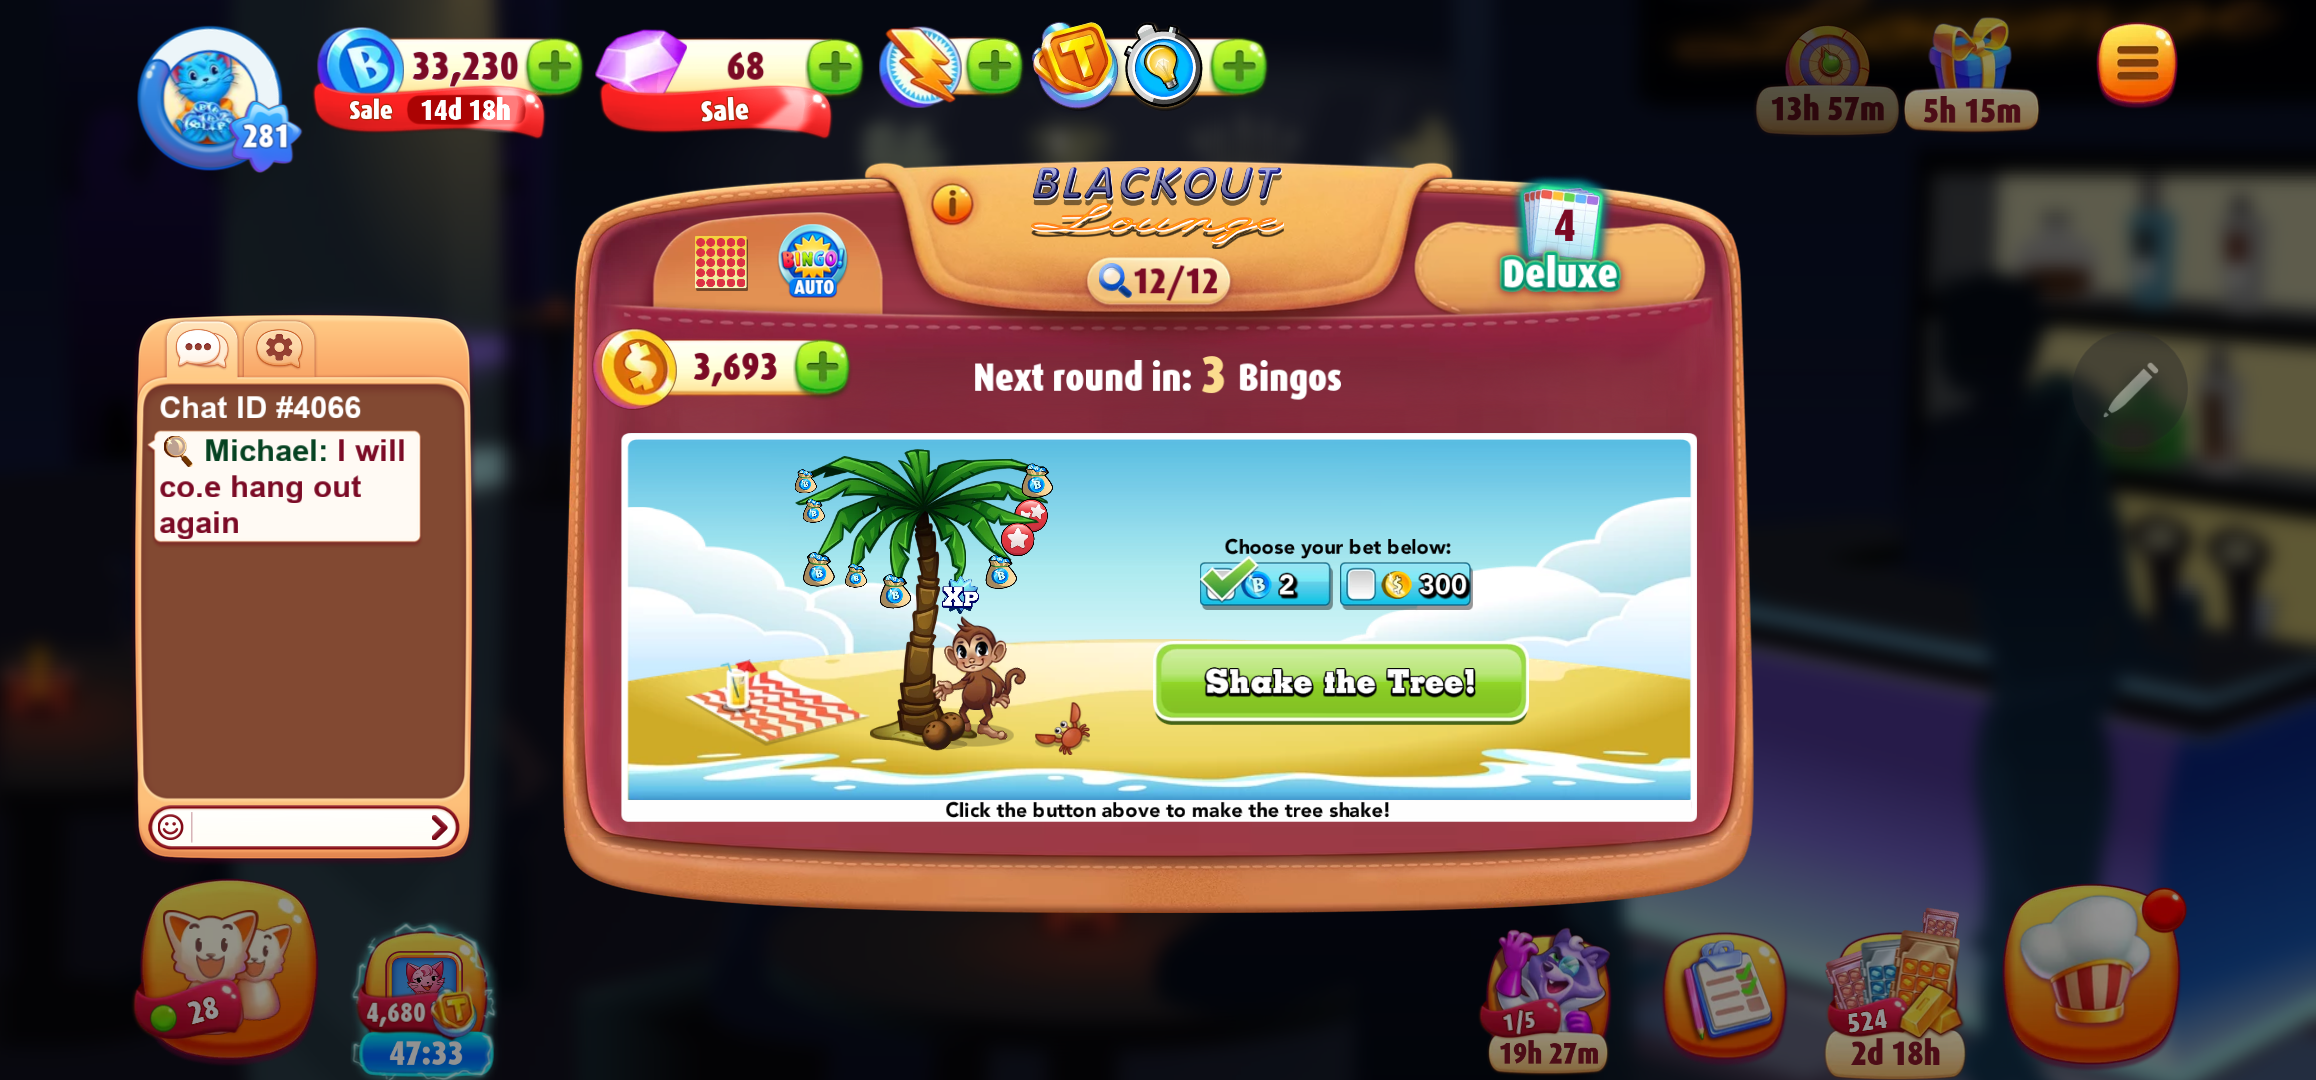 281
33,230
Sale 14d 18h
68
Sale
T
13h 57m
5h 15m
BLACKOUT
Lounge
12/12
BINGO!
AUTO
4
Deluxe
3,693
Next round in: 3 Bingos
Chat ID #4066
Michael: I will
co.e hang out
again
XP
Choose your bet below:
B 2
300
Shake the Tree!
Click the button above to make the tree shake!
28
4,680 T
47:33
1/5
19h 27m
524
2d 18h